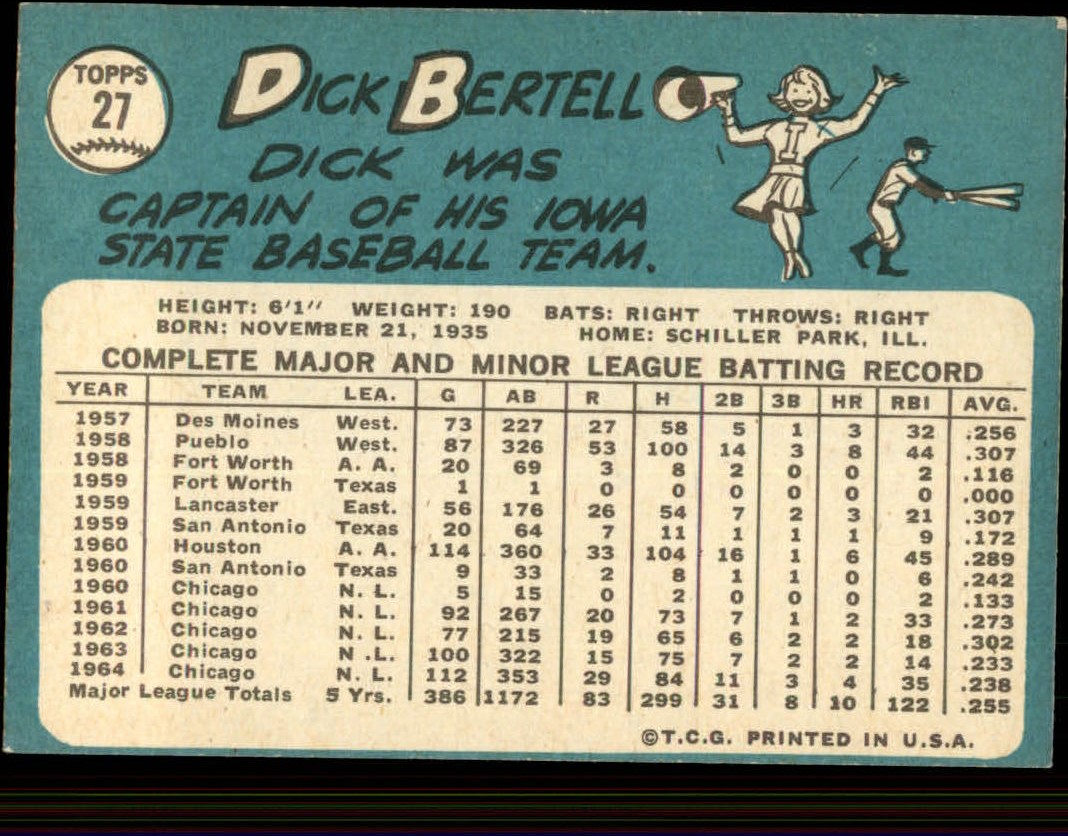 TOPPS
27
DICK BERTELL
DICK WAS
CAPTAIN OF HIS IOWA
STATE BASEBALL TEAM.
I
HEIGHT: 6'1" WEIGHT: 190 BATS: RIGHT THROWS: RIGHT
BORN: NOVEMBER 21, 1935 HOME: SCHILLER PARK, ILL.
COMPLETE MAJOR AND MINOR LEAGUE BATTING RECORD
YEAR TEAM LEA. G AB R H 2B 3B HR RBI AVG.
1957 Des Moines West. 73 227 27 58 5 1 3 32 .256
1958 Pueblo West. 87 326 53 100 14 3 8 44 .307
1958 Fort Worth A. A. 20 69 3 8 2 0 0 2 .116
1959 Fort Worth Texas 1 1 0 0 0 0 0 0 .000
1959 Lancaster East. 56 176 26 54 7 2 3 21 .307
1959 San Antonio Texas 20 64 7 11 1 1 1 9 .172
1960 Houston A. A. 114 360 33 104 16 1 6 45 .289
1960 San Antonio Texas 9 33 2 8 1 1 0 6 .242
1960 Chicago N. L. 5 15 0 2 0 0 0 2 .133
1961 Chicago N. L. 92 267 20 73 7 1 2 33 .273
1962 Chicago N. L. 77 215 19 65 6 2 2 18 .302
1963 Chicago N .L. 100 322 15 75 7 2 2 14 .233
1964 Chicago N. L. 112 353 29 84 11 3 4 35 .238
Major League Totals 5 Yrs. 386 1172 83 299 31 8 10 122 .255
©T.C.G. PRINTED IN U.S.A.